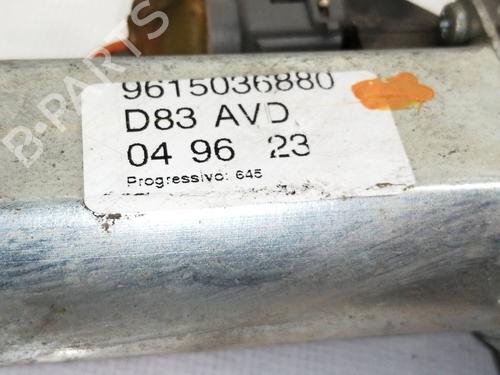 9615036880
D83 AVD
04 96 23
Progressivo: 645
B-PARTS